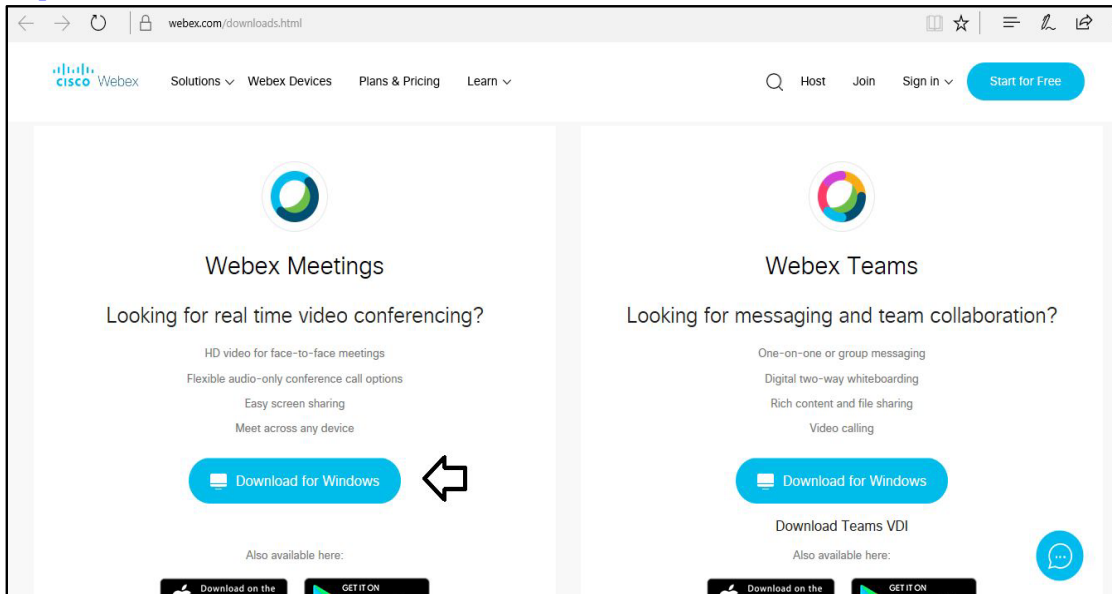 webex.com/downloads.html
CISCO Webex Solutions Webex Devices Plans & Pricing Learn Host Join Sign in Start for Free
Webex Meetings
Looking for real time video conferencing?
HD video for face-to-face meetings
Flexible audio-only conference call options
Easy screen sharing
Meet across any device
Download for Windows
Also available here:
Download on the
GET IT ON
Webex Teams
Looking for messaging and team collaboration?
One-on-one or group messaging
Digital two-way whiteboarding
Rich content and file sharing
Video calling
Download for Windows
Download Teams VDI
Also available here:
Download on the
GET IT ON